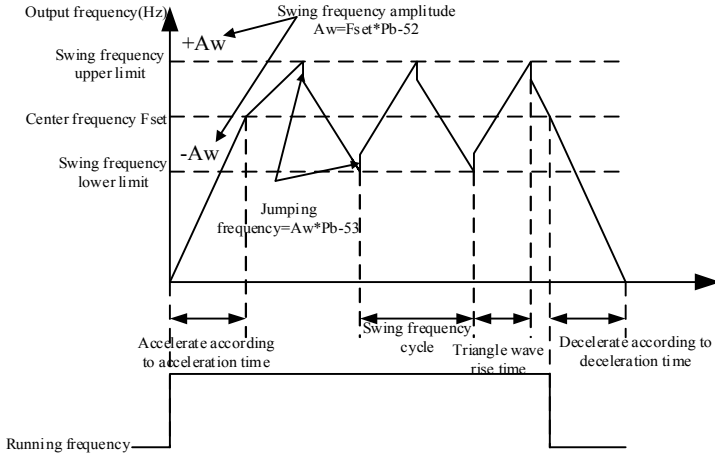 Output frequency(Hz)
Swing frequency amplitude
Aw=Fset*Pb-52
+Aw
Swing frequency
upper limit
Center frequency Fset
-Aw
Swing frequency
lower limit
Jumping
frequency=Aw*Pb-53
Accelerate according
to acceleration time
Swing frequency
cycle
Triangle wave
rise time
Decelerate according to
deceleration time
Running frequency